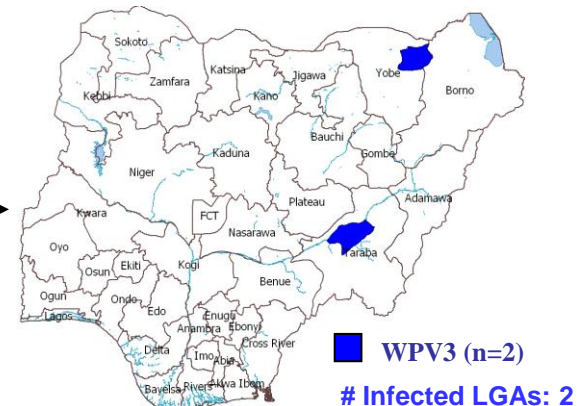 Sokoto
Katsina
Jigawa
Yobe
Borno
Zamfara
Kebbi
Kano
Bauchi
Gombe
Kaduna
Niger
Adamawa
Plateau
Kwara
FCT
Nasarawa
Taraba
Oyo
Ekiti
Kogi
Osun
Benue
Ogun
Ondo
Edo
Lagos
Enugu
Anambra
Ebonyi
Cross River
Delta
Imo
Abia
Bayelsa
Rivers
Akwa Ibom
WPV3 (n=2)
# Infected LGAs: 2